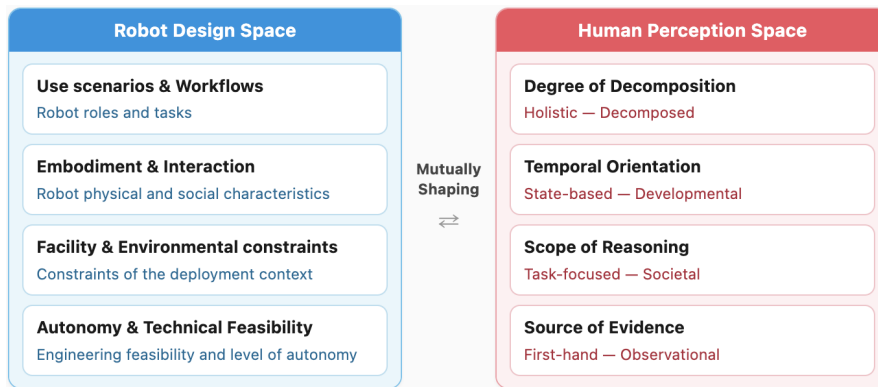 Robot Design Space
Use scenarios & Workflows
Robot roles and tasks
Embodiment & Interaction
Robot physical and social characteristics
Facility & Environmental constraints
Constraints of the deployment context
Autonomy & Technical Feasibility
Engineering feasibility and level of autonomy
Mutually
Shaping
⇄
Human Perception Space
Degree of Decomposition
Holistic — Decomposed
Temporal Orientation
State-based — Developmental
Scope of Reasoning
Task-focused — Societal
Source of Evidence
First-hand — Observational